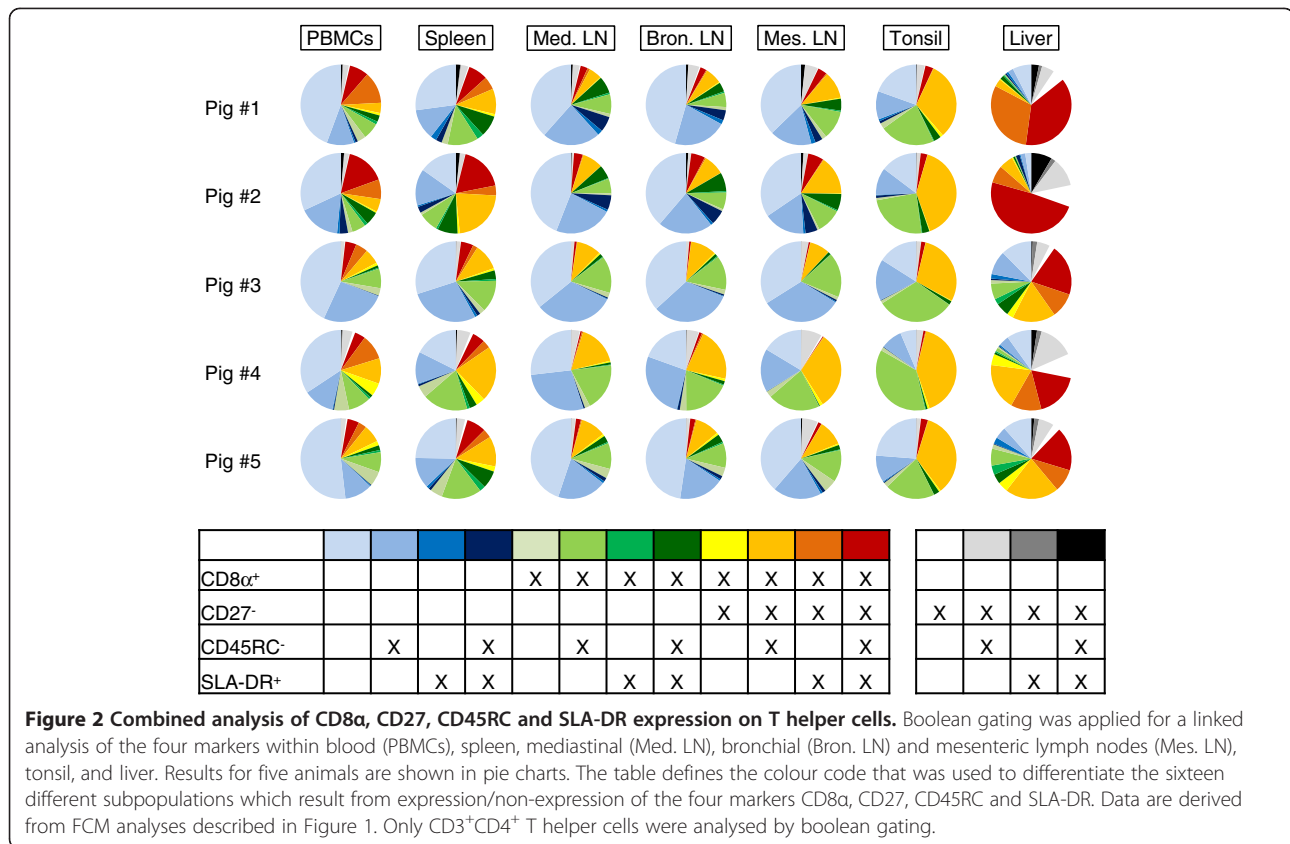 PBMCs Spleen Med. LN Bron. LN Mes. LN Tonsil Liver
Pig #1
Pig #2
Pig #3
Pig #4
Pig #5
CD8α⁺ X X X X X X X X
CD27⁻ X X X X X X X X
CD45RC⁻ X X X X X X X X
SLA-DR⁺ X X X X X X X X
Figure 2 Combined analysis of CD8α, CD27, CD45RC and SLA-DR expression on T helper cells. Boolean gating was applied for a linked
analysis of the four markers within blood (PBMCs), spleen, mediastinal (Med. LN), bronchial (Bron. LN) and mesenteric lymph nodes (Mes. LN),
tonsil, and liver. Results for five animals are shown in pie charts. The table defines the colour code that was used to differentiate the sixteen
different subpopulations which result from expression/non-expression of the four markers CD8α, CD27, CD45RC and SLA-DR. Data are derived
from FCM analyses described in Figure 1. Only CD3⁺CD4⁺ T helper cells were analysed by boolean gating.